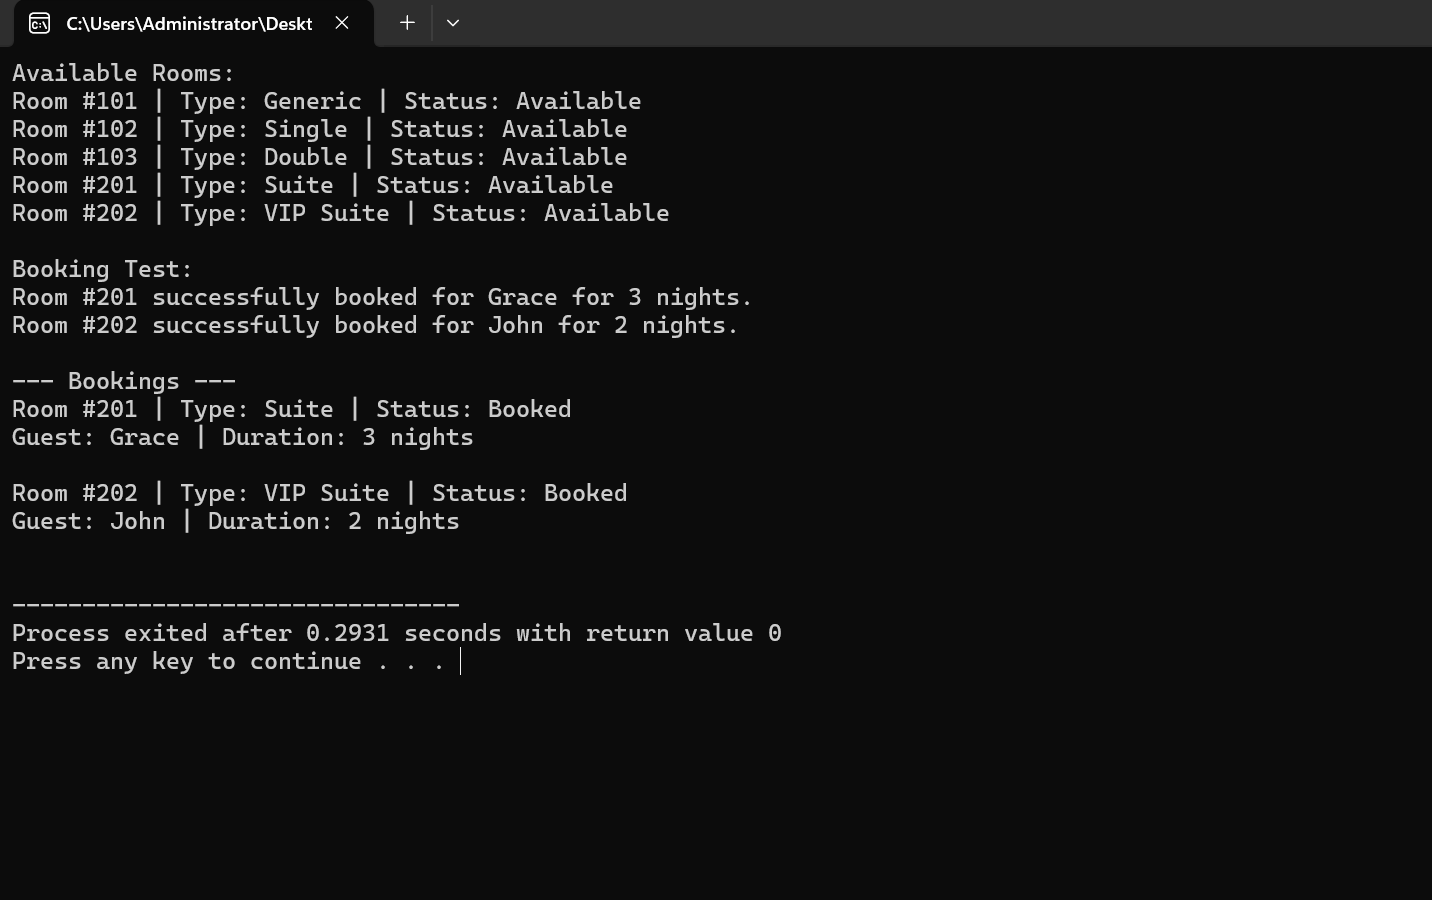 C:\Users\Administrator\Deskt
Available Rooms:
Room #101 | Type: Generic | Status: Available
Room #102 | Type: Single | Status: Available
Room #103 | Type: Double | Status: Available
Room #201 | Type: Suite | Status: Available
Room #202 | Type: VIP Suite | Status: Available
Booking Test:
Room #201 successfully booked for Grace for 3 nights.
Room #202 successfully booked for John for 2 nights.
--- Bookings ---
Room #201 | Type: Suite | Status: Booked
Guest: Grace | Duration: 3 nights
Room #202 | Type: VIP Suite | Status: Booked
Guest: John | Duration: 2 nights
--------------------------------
Process exited after 0.2931 seconds with return value 0
Press any key to continue . . .